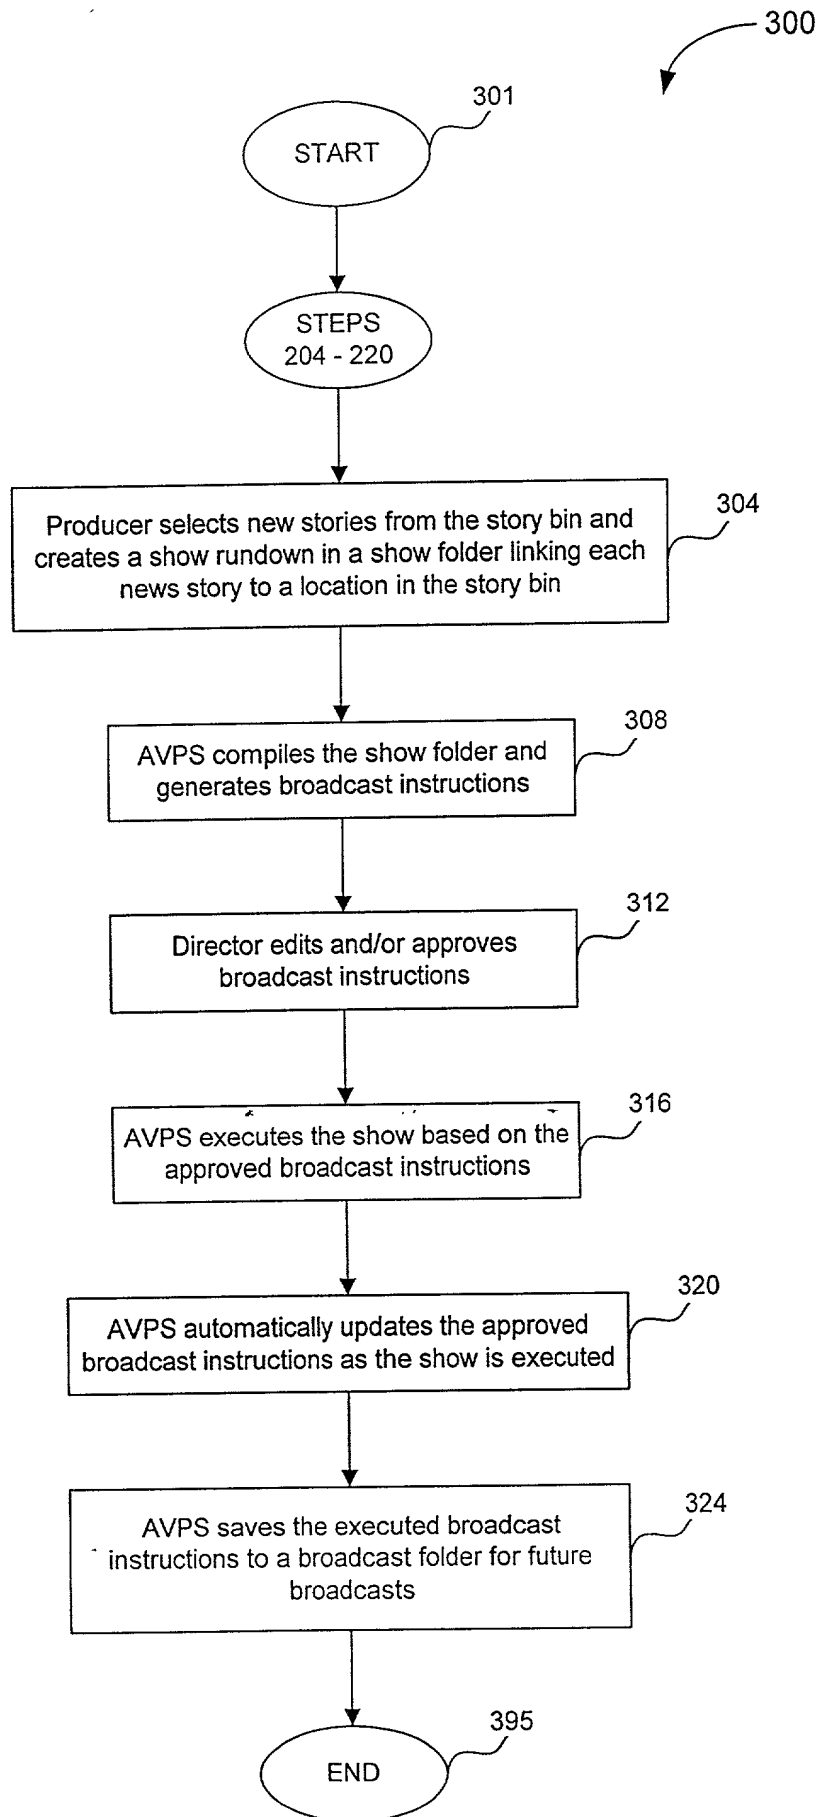 300
301
START
STEPS
204 - 220
304
Producer selects new stories from the story bin and
creates a show rundown in a show folder linking each
news story to a location in the story bin
308
AVPS compiles the show folder and
generates broadcast instructions
312
Director edits and/or approves
broadcast instructions
316
AVPS executes the show based on the
approved broadcast instructions
320
AVPS automatically updates the approved
broadcast instructions as the show is executed
324
AVPS saves the executed broadcast
instructions to a broadcast folder for future
broadcasts
395
END